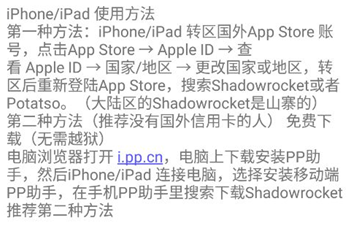 iPhone/iPad 使用方法
第一种方法：iPhone/iPad 转区国外App Store 账
号，点击App Store → Apple ID → 查
看 Apple ID → 国家/地区 → 更改国家或地区，转
区后重新登陆App Store，搜索Shadowrocket或者
Potatso。（大陆区的Shadowrocket是山寨的）
第二种方法（推荐没有国外信用卡的人） 免费下
载（无需越狱）
电脑浏览器打开 i.pp.cn，电脑上下载安装PP助
手，然后iPhone/iPad 连接电脑，选择安装移动端
PP助手，在手机PP助手里搜索下载Shadowrocket
推荐第二种方法